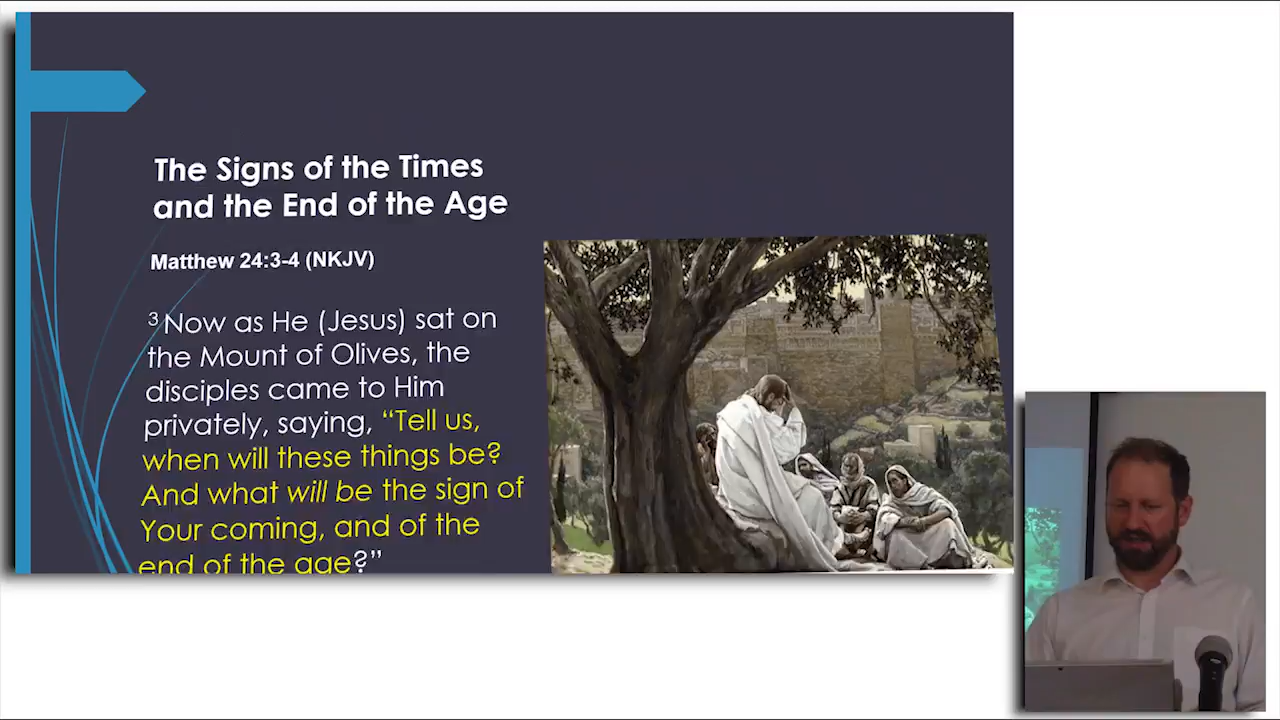 The Signs of the Times
and the End of the Age
Matthew 24:3-4 (NKJV)
3 Now as He (Jesus) sat on
the Mount of Olives, the
disciples came to Him
privately, saying, “Tell us,
when will these things be?
And what will be the sign of
Your coming, and of the
end of the age?”